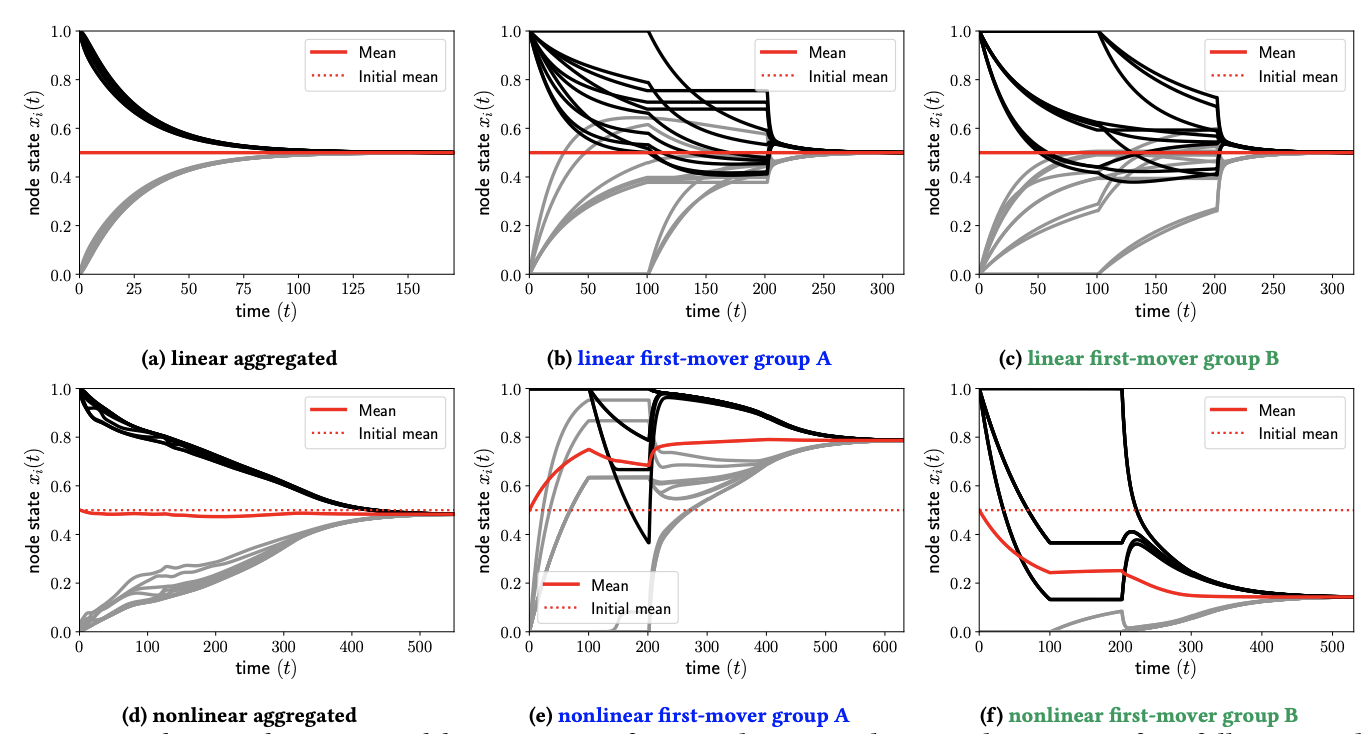 1.0
0.8
0.6
0.4
0.2
0.0
node state x_i(t)
Mean
Initial mean
0 25 50 75 100 125 150
time (t)
(a) linear aggregated
1.0
0.8
0.6
0.4
0.2
0.0
node state x_i(t)
Mean
Initial mean
0 50 100 150 200 250 300
time (t)
(b) linear first-mover group A
1.0
0.8
0.6
0.4
0.2
0.0
node state x_i(t)
Mean
Initial mean
0 50 100 150 200 250 300
time (t)
(c) linear first-mover group B
1.0
0.8
0.6
0.4
0.2
0.0
node state x_i(t)
Mean
Initial mean
0 100 200 300 400 500
time (t)
(d) nonlinear aggregated
1.0
0.8
0.6
0.4
0.2
0.0
node state x_i(t)
Mean
Initial mean
0 100 200 300 400 500 600
time (t)
(e) nonlinear first-mover group A
1.0
0.8
0.6
0.4
0.2
0.0
node state x_i(t)
Mean
Initial mean
0 100 200 300 400 500
time (t)
(f) nonlinear first-mover group B